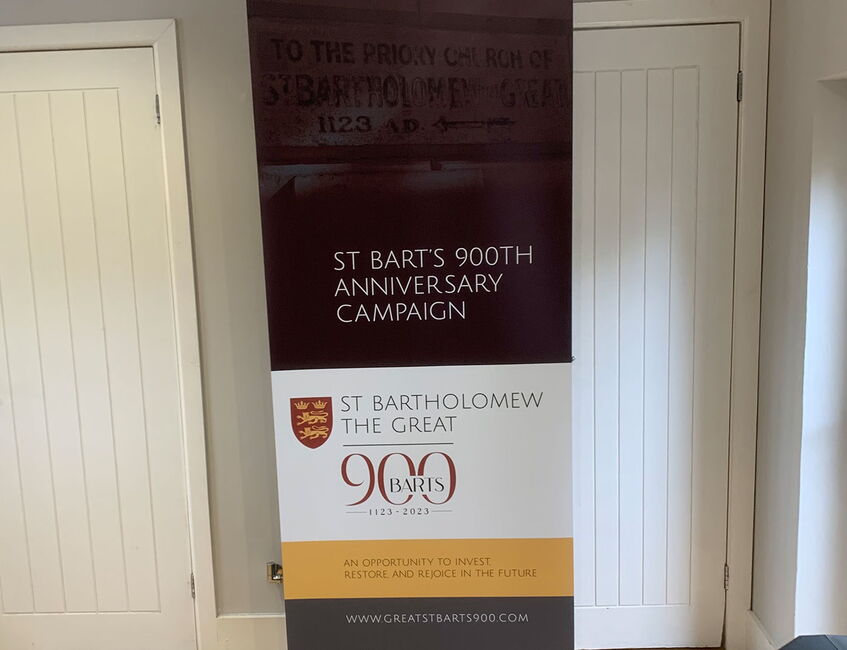 TO THE PRIORY CHURCH OF
ST BARTHOLOMEW THE GREAT
1123 AD.
ST BART'S 900TH
ANNIVERSARY
CAMPAIGN
ST BARTHOLOMEW
THE GREAT
900
BARTS
1123-2023
AN OPPORTUNITY TO INVEST,
RESTORE, AND REJOICE IN THE FUTURE
WWW.GREATSTBARTS900.COM